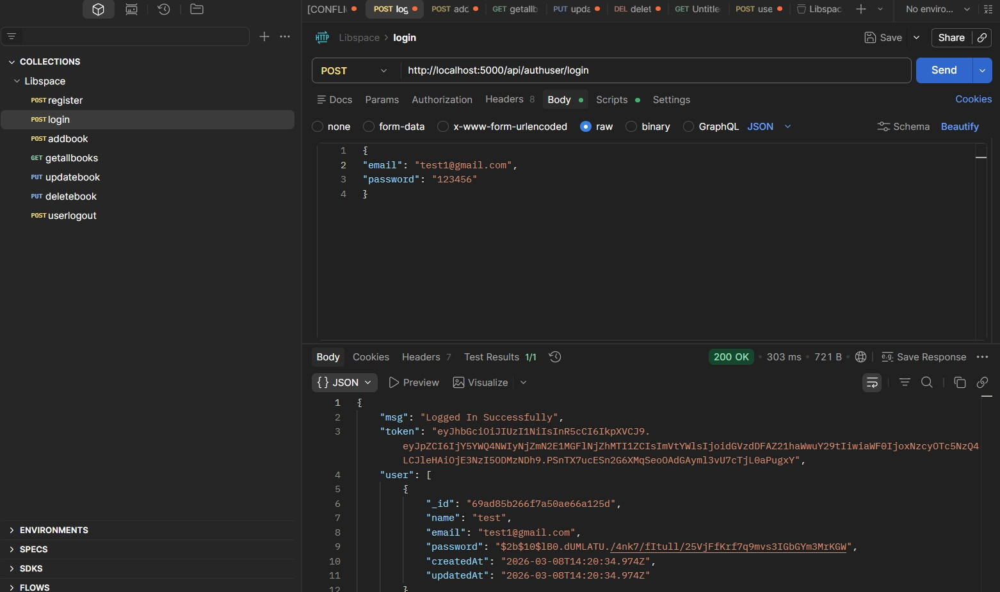 [CONFLI
POST log
POST add
GET getallb
PUT upda
DEL delet
GET Untitle
POST use
Libspac
No enviro...
Libspace > login
Save
Share
COLLECTIONS
Libspace
POST register
POST login
POST addbook
GET getallbooks
PUT updatebook
PUT deletebook
POST userlogout
ENVIRONMENTS
SPECS
SDKS
FLOWS
HTTP
POST
http://localhost:5000/api/authuser/login
Send
Docs
Params
Authorization
Headers 8
Body
Scripts
Settings
Cookies
none
form-data
x-www-form-urlencoded
raw
binary
GraphQL
JSON
Schema
Beautify
1 {
2 "email": "test1@gmail.com",
3 "password": "123456"
4 }
Body
Cookies
Headers 7
Test Results 1/1
200 OK • 303 ms • 721 B
e.g. Save Response
{ } JSON
Preview
Visualize
1 {
2 "msg": "Logged In Successfully",
3 "token": "eyJhbGciOiJIUzI1NiIsInR5cCI6IkpXVCJ9.
eyJpZCI6IjY5YWQ4NWIyNjZmN2E1MGFlNjZhMTI1ZCIsImVtYWlsIjoidGVzdDFAZ21haWwuY29tIiwiaWF0IjoxNzcyOTc5NzQ4
LCJleHAiOjE3NzI5ODMzNDh9.PSnTX7ucESn2G6XMqSeoOAdGAyml3vU7cTjL0aPugxY",
4 "user": [
5 {
6 "_id": "69ad85b266f7a50ae66a125d",
7 "name": "test",
8 "email": "test1@gmail.com",
9 "password": "$2b$10$lB0.dUMLATU./4nk7/fItull/25VjFfKrf7q9mvs3IGbGYm3MrKGW",
10 "createdAt": "2026-03-08T14:20:34.974Z",
11 "updatedAt": "2026-03-08T14:20:34.974Z"
12 }